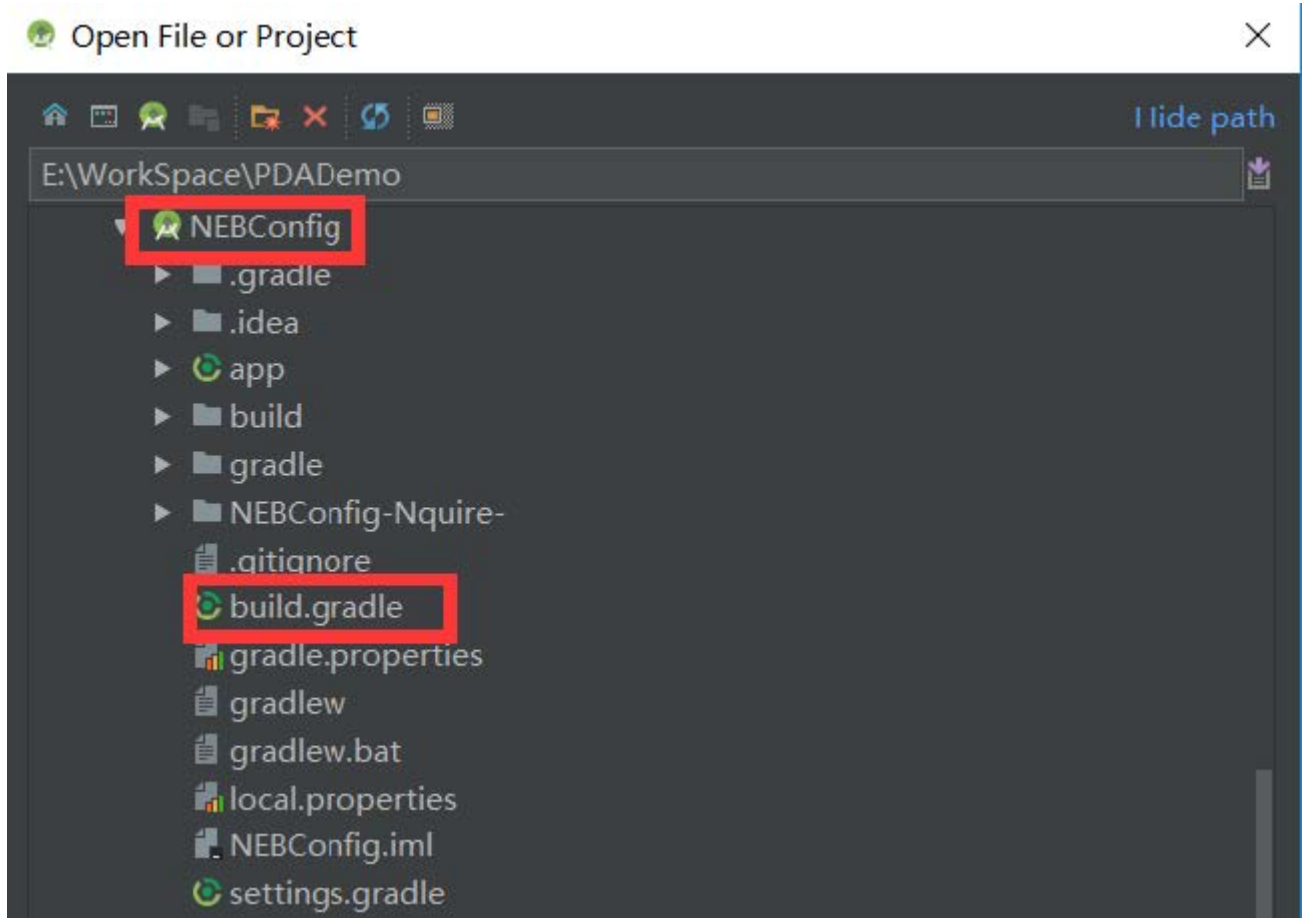 Open File or Project
Hide path
E:\WorkSpace\PDADemo
NEBConfig
.gradle
.idea
app
build
gradle
NEBConfig-Nquire-
.gitignore
build.gradle
gradle.properties
gradlew
gradlew.bat
local.properties
NEBConfig.iml
settings.gradle